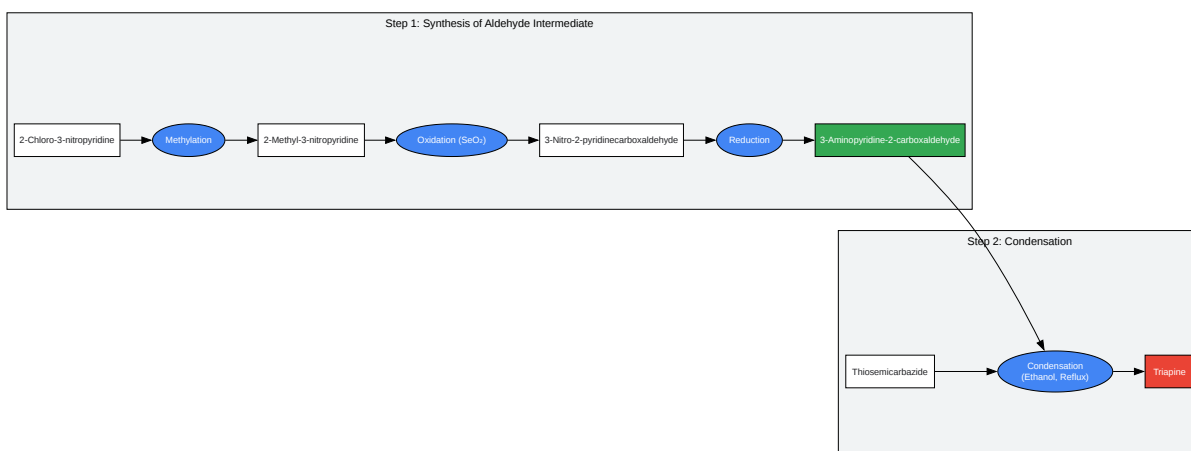 Step 1: Synthesis of Aldehyde Intermediate
2-Chloro-3-nitropyridine
Methylation
2-Methyl-3-nitropyridine
Oxidation (SeO₂)
3-Nitro-2-pyridinecarboxaldehyde
Reduction
3-Aminopyridine-2-carboxaldehyde
Step 2: Condensation
Thiosemicarbazide
Condensation
(Ethanol, Reflux)
Triapine